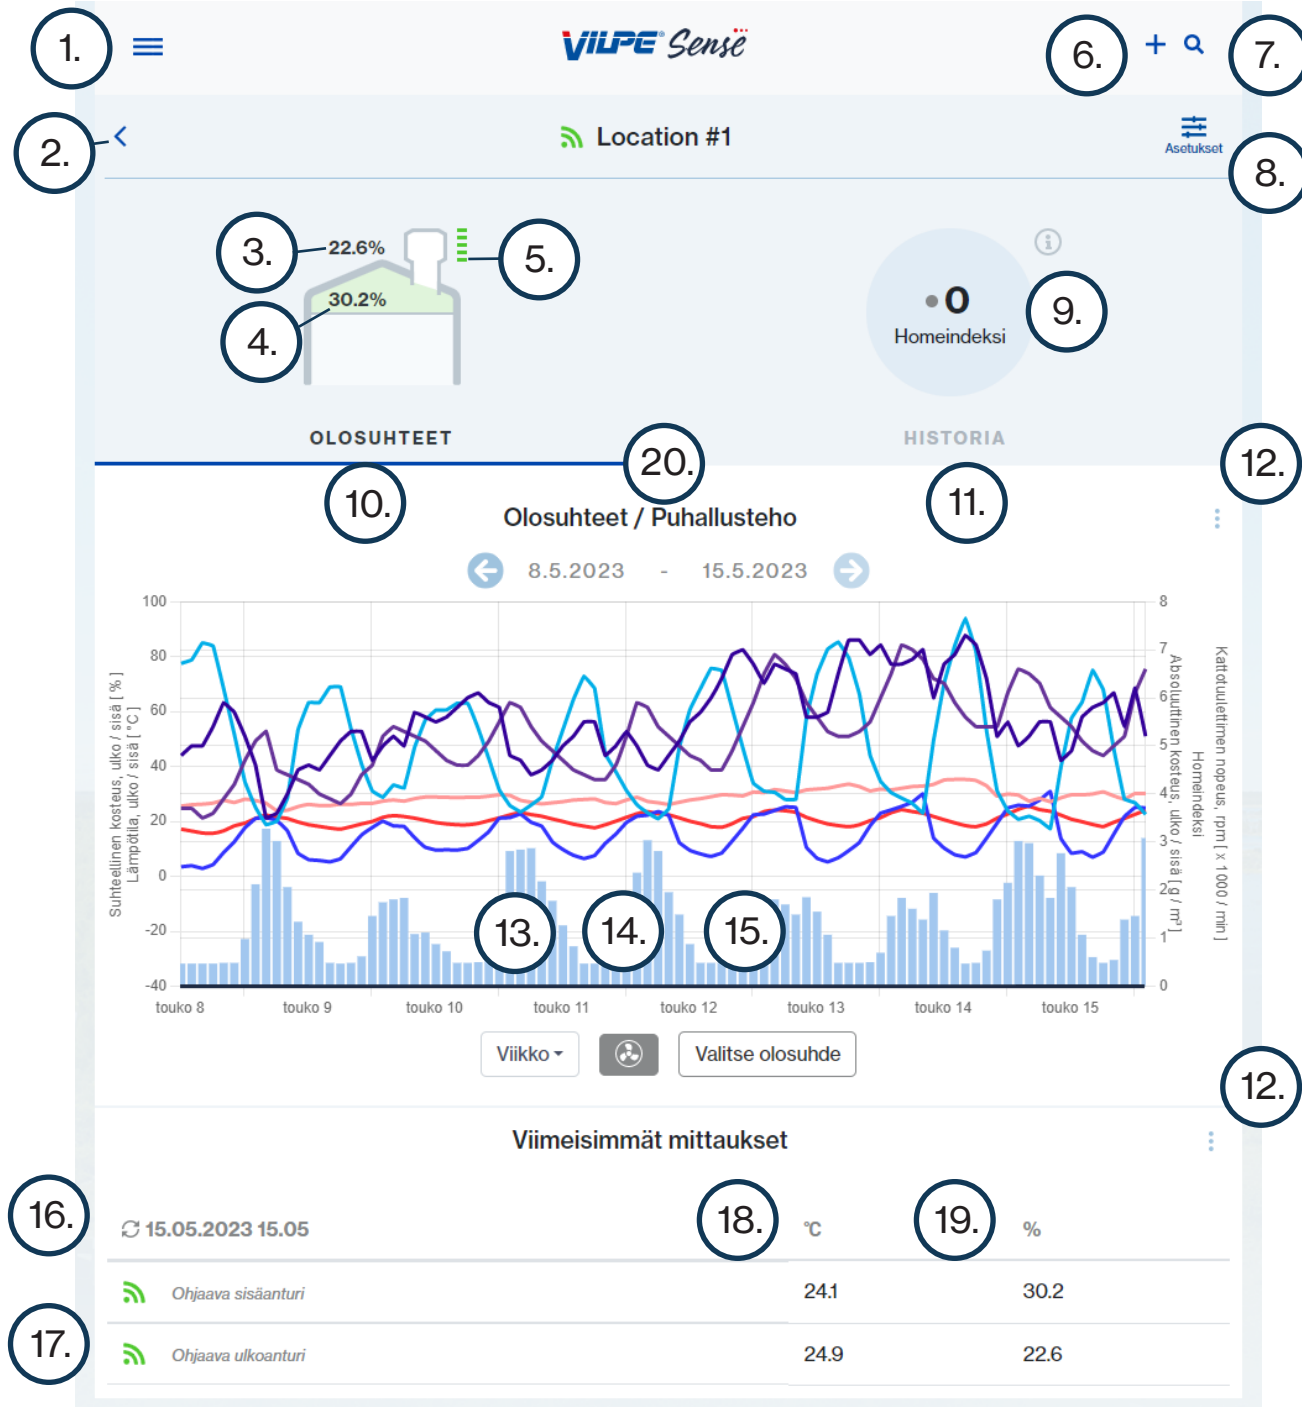 1.
VILPE® Sense
6.
7.
2.
Location #1
Asetukset
8.
3.
22.6%
5.
4.
30.2%
0
Homeindeksi
9.
OLOSUHTEET
HISTORIA
20.
12.
10.
11.
Olosuhteet / Puhallusteho
8.5.2023 - 15.5.2023
Suhteellinen kosteus, ulko / sisä [ % ]
Lämpötila, ulko / sisä [ °C ]
100
80
60
40
20
0
-20
-40
8
7
6
5
4
3
2
1
0
Absoluuttinen kosteus, ulko / sisä [ g / m³ ]
Homeindeksi
Kattotuulettimen nopeus, rpm [ x 1000 / min ]
13.
14.
15.
touko 8
touko 9
touko 10
touko 11
touko 12
touko 13
touko 14
touko 15
Viikko
Valitse olosuhde
12.
Viimeisimmät mittaukset
16.
15.05.2023 15.05
18.
°C
19.
%
Ohjaava sisäanturi 24.1 30.2
17.
Ohjaava ulkoanturi 24.9 22.6